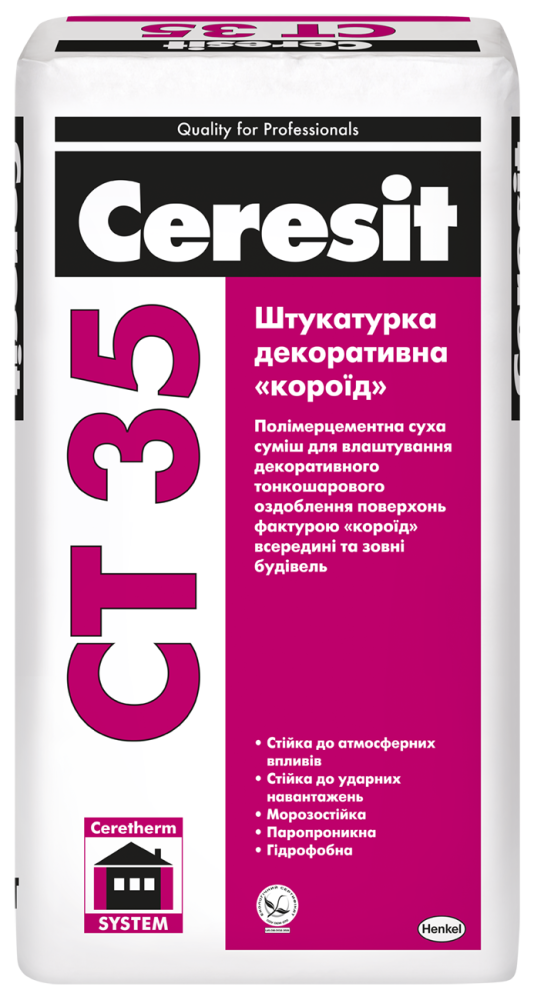 Ceresit
CT 35
Quality for Professionals
Ceresit
CT 35
Штукатурка
декоративна
«короїд»
Полімерцементна суха
суміш для влаштування
декоративного
тонкошарового
оздоблення поверхонь
фактурою «короїд»
всередині та зовні
будівель
• Стійка до атмосферних
впливів
• Стійка до ударних
навантажень
• Морозостійка
• Паропроникна
• Гідрофобна
Ceretherm
SYSTEM
Henkel